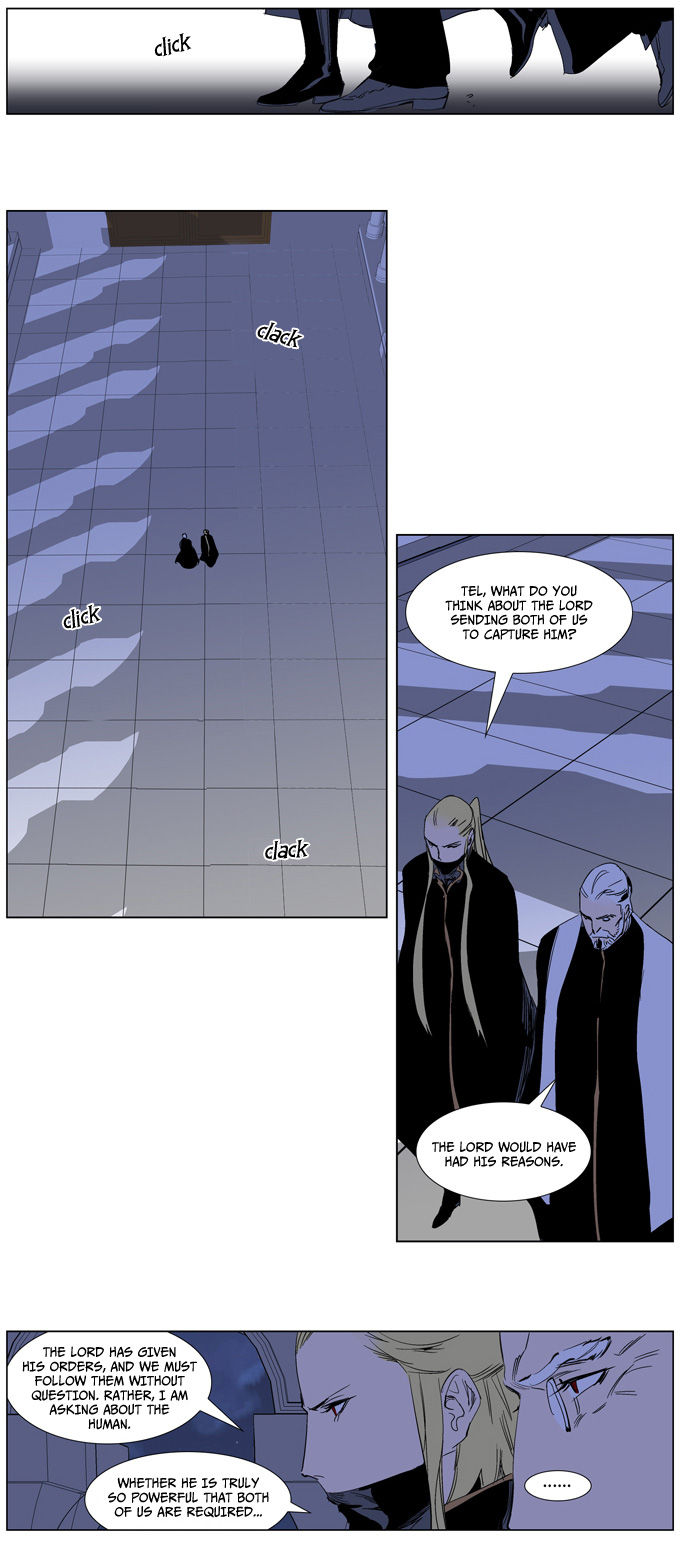 click
clack
click
clack
TEL, WHAT DO YOU
THINK ABOUT THE LORD
SENDING BOTH OF US
TO CAPTURE HIM?
THE LORD WOULD HAVE
HAD HIS REASONS.
THE LORD HAS GIVEN
HIS ORDERS, AND WE MUST
FOLLOW THEM WITHOUT
QUESTION. RATHER, I AM
ASKING ABOUT THE
HUMAN.
WHETHER HE IS TRULY
SO POWERFUL THAT BOTH
OF US ARE REQUIRED...
......